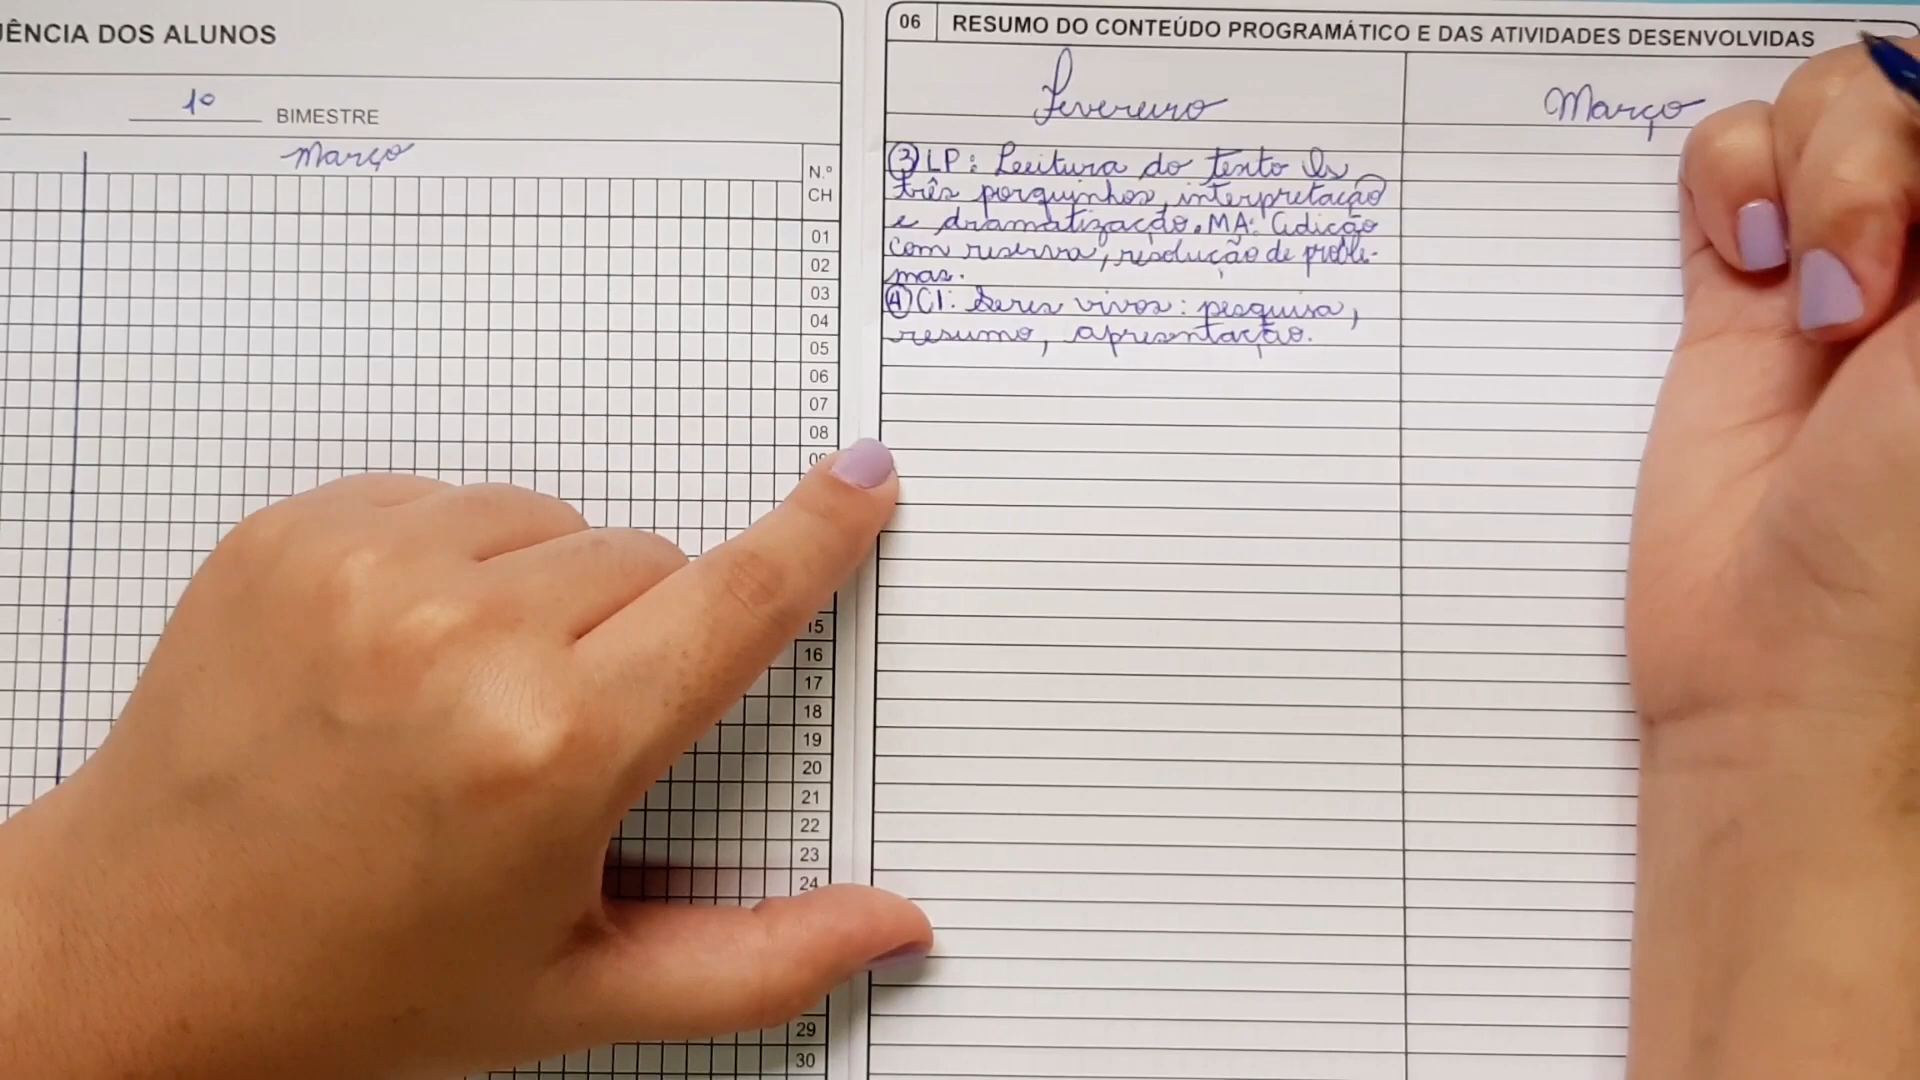 ÊNCIA DOS ALUNOS
1º BIMESTRE
Março
N.º
CH
01
02
03
04
05
06
07
08
09
15
16
17
18
19
20
21
22
23
24
29
30
06 RESUMO DO CONTEÚDO PROGRAMÁTICO E DAS ATIVIDADES DESENVOLVIDAS
Fevereiro
Março
③ LP: Leitura do texto Os
três porquinhos, interpretação
e dramatização. MA: Adição
com reserva, resolução de proble-
mas.
④ CI: Seres vivos: pesquisa,
resumo, apresentação.